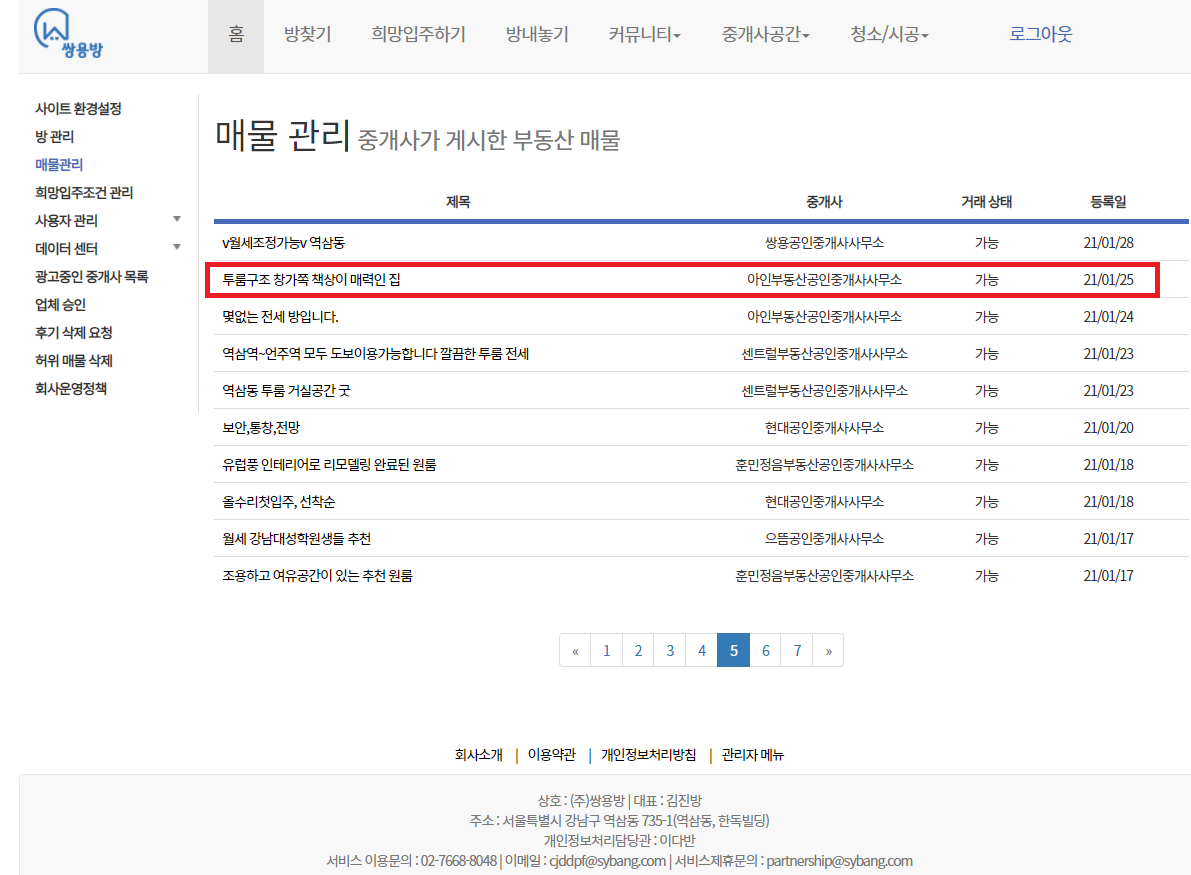 쌍용방
홈 방찾기 희망입주하기 방내놓기 커뮤니티 중개사공간 청소/시공 로그아웃
사이트 환경설정
방 관리
매물관리
희망입주조건 관리
사용자 관리
데이터 센터
광고중인 중개사 목록
업체 승인
후기 삭제 요청
허위 매물 삭제
회사운영정책
매물 관리 중개사가 게시한 부동산 매물
제목 중개사 거래 상태 등록일
v월세조정가능v 역삼동 쌍용공인중개사사무소 가능 21/01/28
투룸구조 창가쪽 책상이 매력인 집 아인부동산공인중개사사무소 가능 21/01/25
몇없는 전세 방입니다. 아인부동산공인중개사사무소 가능 21/01/24
역삼역~언주역 모두 도보이용가능합니다 깔끔한 투룸 전세 센트럴부동산공인중개사사무소 가능 21/01/23
역삼동 투룸 거실공간 굿 센트럴부동산공인중개사사무소 가능 21/01/23
보안,통창,전망 현대공인중개사사무소 가능 21/01/20
유럽풍 인테리어로 리모델링 완료된 원룸 훈민정음부동산공인중개사사무소 가능 21/01/18
올수리첫입주, 선착순 현대공인중개사사무소 가능 21/01/18
월세 강남대성학원생들 추천 으뜸공인중개사사무소 가능 21/01/17
조용하고 여유공간이 있는 추천 원룸 훈민정음부동산공인중개사사무소 가능 21/01/17
« 1 2 3 4 5 6 7 »
회사소개 | 이용약관 | 개인정보처리방침 | 관리자 메뉴
상호 : (주)쌍용방 | 대표 : 김진방
주소 : 서울특별시 강남구 역삼동 735-1(역삼동, 한독빌딩)
개인정보처리담당관 : 이다반
서비스 이용문의 : 02-7668-8048 | 이메일 : cjddpf@sybang.com | 서비스제휴문의 : partnership@sybang.com